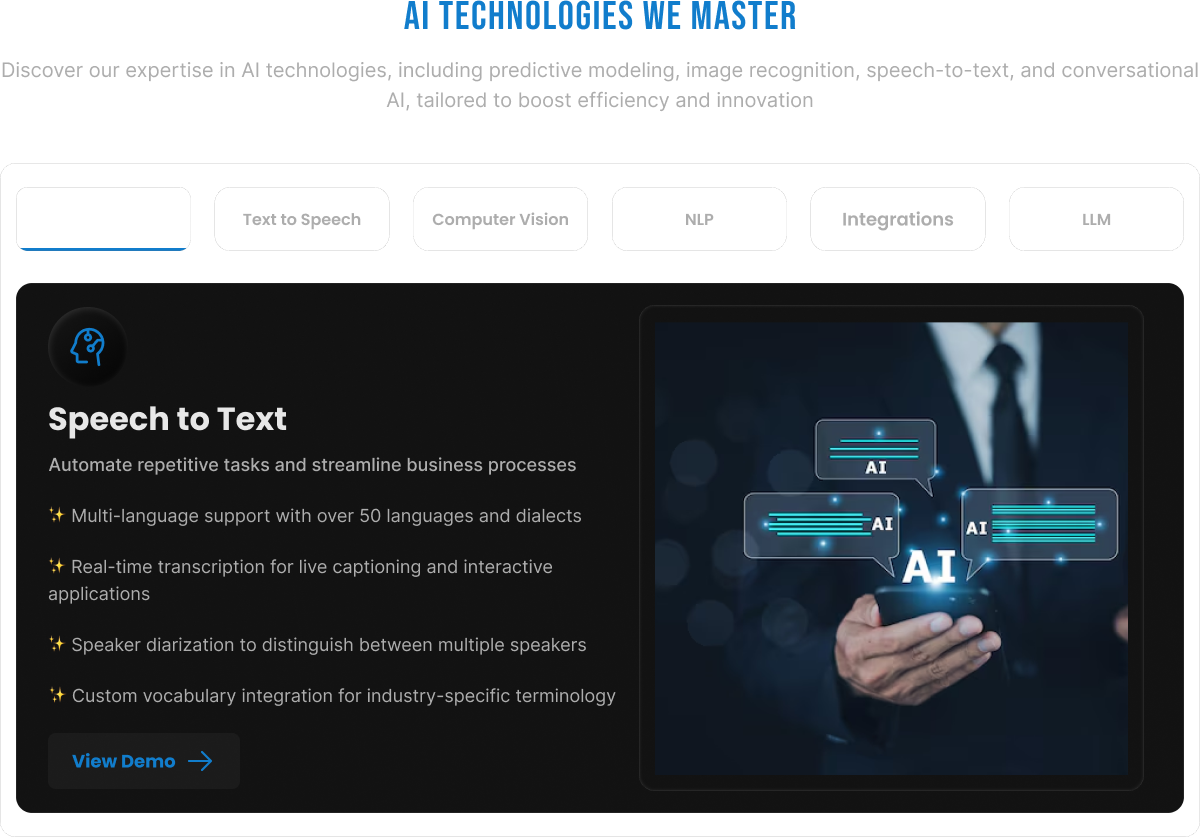 AI TECHNOLOGIES WE MASTER
Discover our expertise in AI technologies, including predictive modeling, image recognition, speech-to-text, and conversational
AI, tailored to boost efficiency and innovation
Text to Speech
Computer Vision
NLP
Integrations
LLM
Speech to Text
Automate repetitive tasks and streamline business processes
✨ Multi-language support with over 50 languages and dialects
✨ Real-time transcription for live captioning and interactive
applications
✨ Speaker diarization to distinguish between multiple speakers
✨ Custom vocabulary integration for industry-specific terminology
View Demo
AI
AI
AI
AI